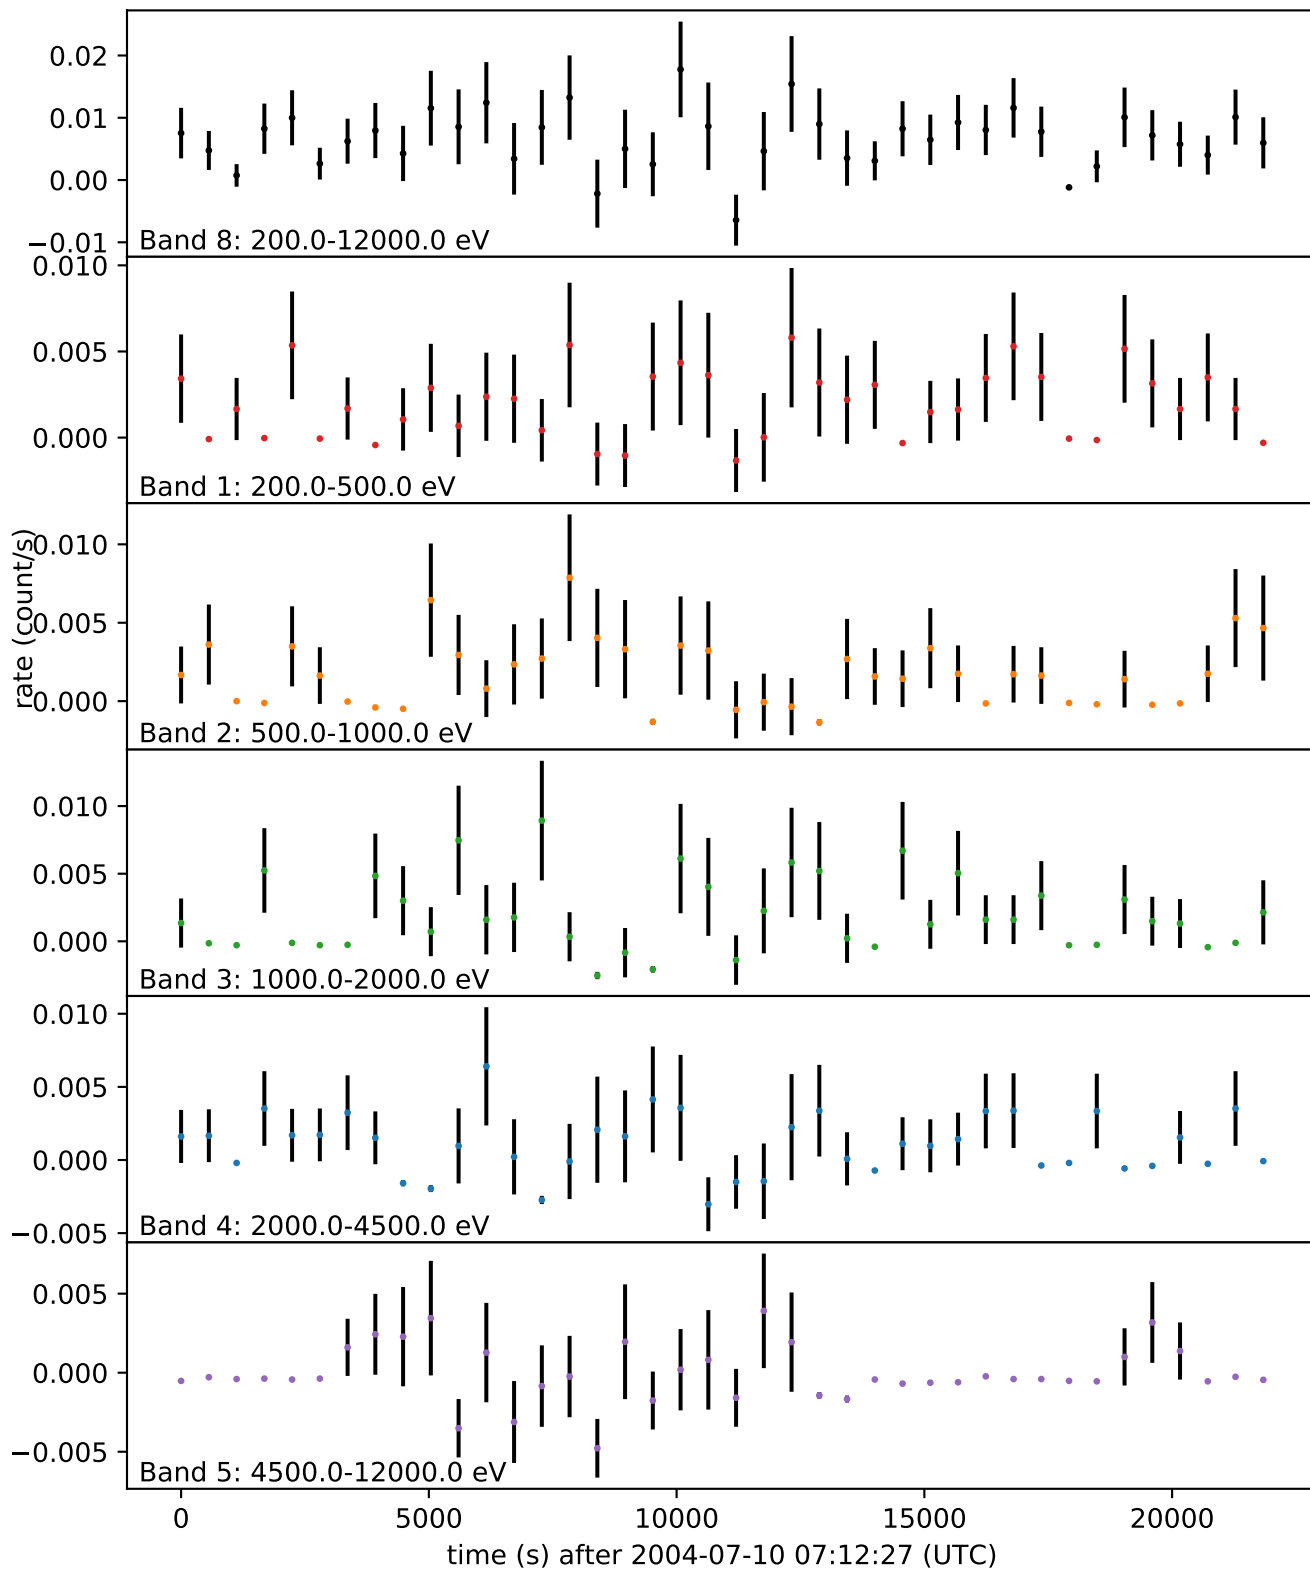 0.02
0.01
0.00
−0.01
Band 8: 200.0-12000.0 eV
0.010
0.005
0.000
Band 1: 200.0-500.0 eV
rate (count/s)
0.010
0.005
0.000
Band 2: 500.0-1000.0 eV
0.010
0.005
0.000
Band 3: 1000.0-2000.0 eV
0.010
0.005
0.000
−0.005
Band 4: 2000.0-4500.0 eV
0.005
0.000
−0.005
Band 5: 4500.0-12000.0 eV
0 5000 10000 15000 20000
time (s) after 2004-07-10 07:12:27 (UTC)